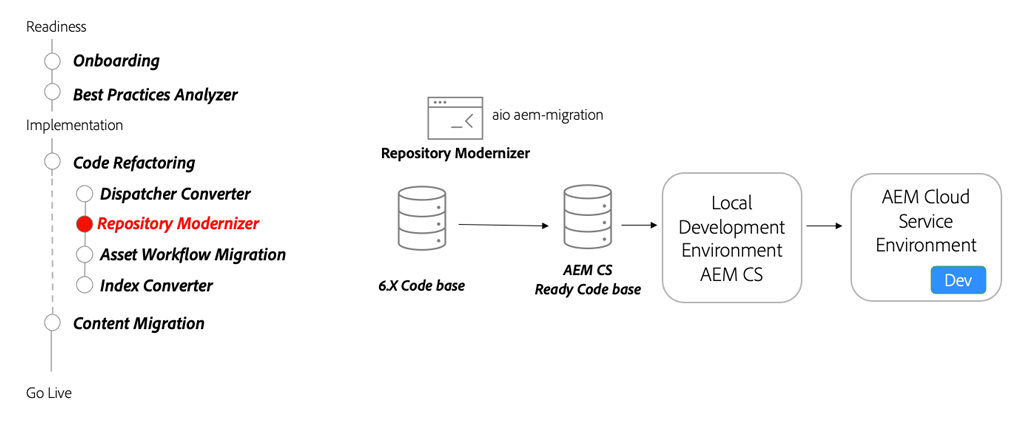 Readiness
Onboarding
Best Practices Analyzer
Implementation
Code Refactoring
Dispatcher Converter
Repository Modernizer
Asset Workflow Migration
Index Converter
Content Migration
Go Live
aio aem-migration
Repository Modernizer
6.X Code base
AEM CS
Ready Code base
Local
Development
Environment
AEM CS
AEM Cloud
Service
Environment
Dev